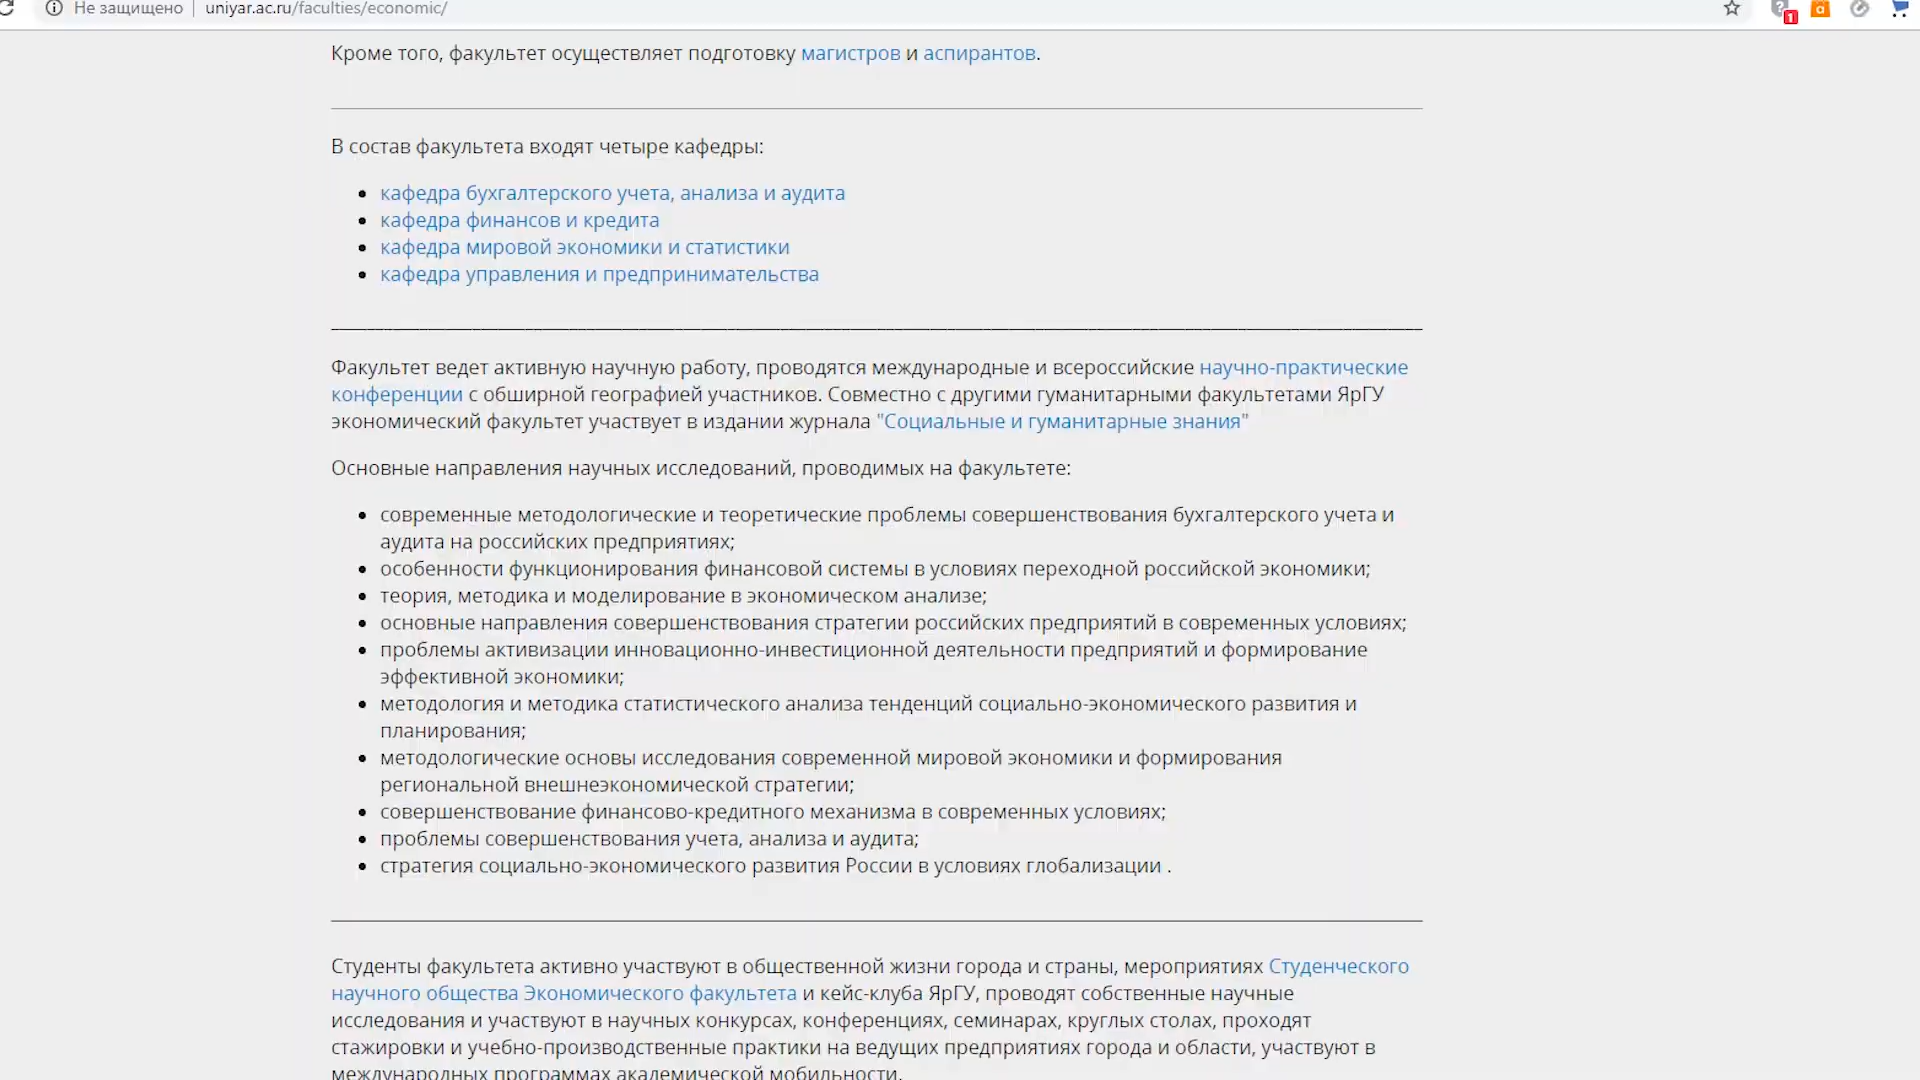 Не защищено
uniyar.ac.ru/faculties/economic/
1
a
Кроме того, факультет осуществляет подготовку магистров и аспирантов.
В состав факультета входят четыре кафедры:
кафедра бухгалтерского учета, анализа и аудита
кафедра финансов и кредита
кафедра мировой экономики и статистики
кафедра управления и предпринимательства
Факультет ведет активную научную работу, проводятся международные и всероссийские научно-практические
конференции с обширной географией участников. Совместно с другими гуманитарными факультетами ЯрГУ
экономический факультет участвует в издании журнала "Социальные и гуманитарные знания"
Основные направления научных исследований, проводимых на факультете:
современные методологические и теоретические проблемы совершенствования бухгалтерского учета и
аудита на российских предприятиях;
особенности функционирования финансовой системы в условиях переходной российской экономики;
теория, методика и моделирование в экономическом анализе;
основные направления совершенствования стратегии российских предприятий в современных условиях;
проблемы активизации инновационно-инвестиционной деятельности предприятий и формирование
эффективной экономики;
методология и методика статистического анализа тенденций социально-экономического развития и
планирования;
методологические основы исследования современной мировой экономики и формирования
региональной внешнеэкономической стратегии;
совершенствование финансово-кредитного механизма в современных условиях;
проблемы совершенствования учета, анализа и аудита;
стратегия социально-экономического развития России в условиях глобализации .
Студенты факультета активно участвуют в общественной жизни города и страны, мероприятиях Студенческого
научного общества Экономического факультета и кейс-клуба ЯрГУ, проводят собственные научные
исследования и участвуют в научных конкурсах, конференциях, семинарах, круглых столах, проходят
стажировки и учебно-производственные практики на ведущих предприятиях города и области, участвуют в
международных программах академической мобильности.